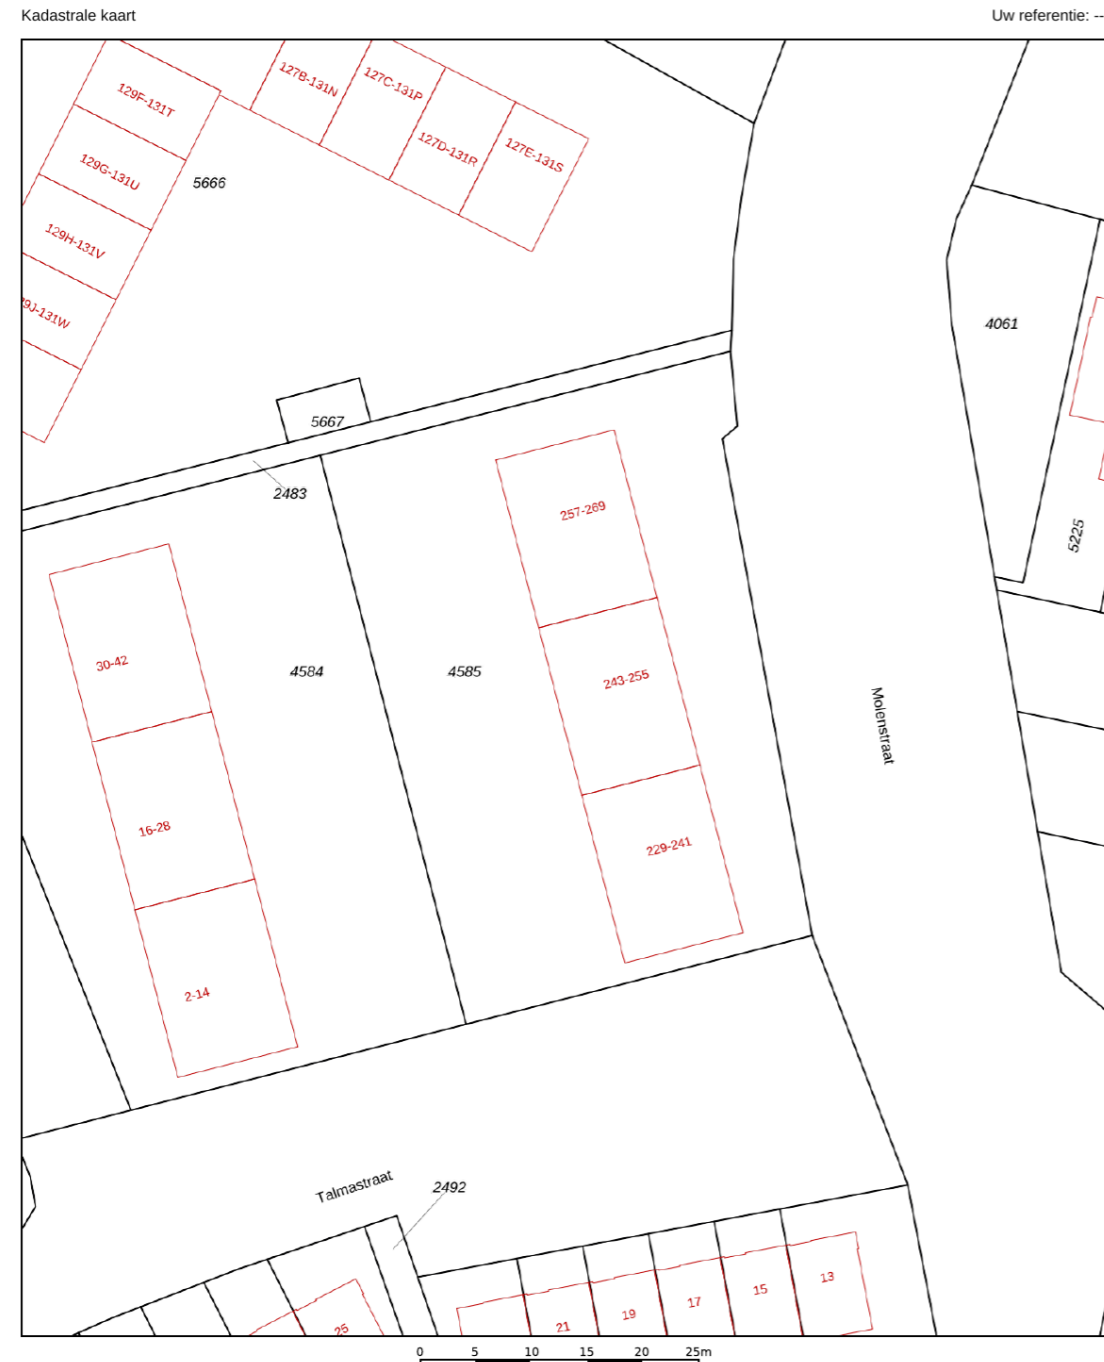 Kadastrale kaart
Uw referentie: --
127B-131N
127C-131P
129F-131T
127D-131R
127E-131S
129G-131U
5666
129H-131V
9J-131W
4061
5667
2483
257-269
5225
30-42
4584
4585
243-255
Molenstraat
16-28
229-241
2-14
Talmastraat
2492
13
15
17
19
21
25
0 5 10 15 20 25m